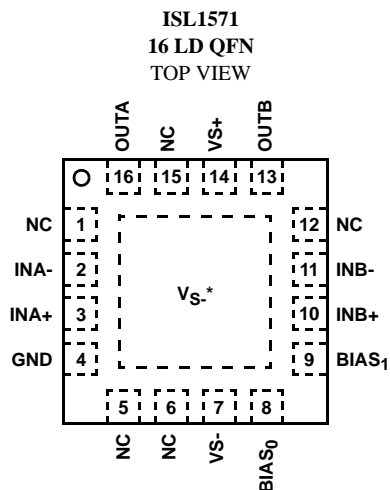 ISL1571
16 LD QFN
TOP VIEW
OUTA NC VS+ OUTB
16 15 14 13
NC 1 12 NC
INA- 2 11 INB-
VS-*
INA+ 3 10 INB+
GND 4 9 BIAS1
5 6 7 8
NC NC VS- BIAS0